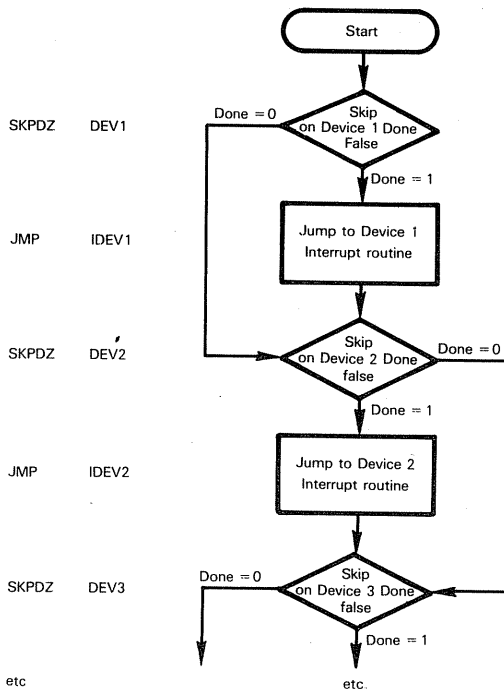 Start
Done = 0
SKPDZ DEV1
Skip
on Device 1 Done
False
Done = 1
JMP IDEV1
Jump to Device 1
Interrupt routine
SKPDZ DEV2
Skip
on Device 2 Done
false
Done = 0
Done = 1
JMP IDEV2
Jump to Device 2
Interrupt routine
Done = 0
SKPDZ DEV3
Skip
on Device 3 Done
false
Done = 1
etc
etc.